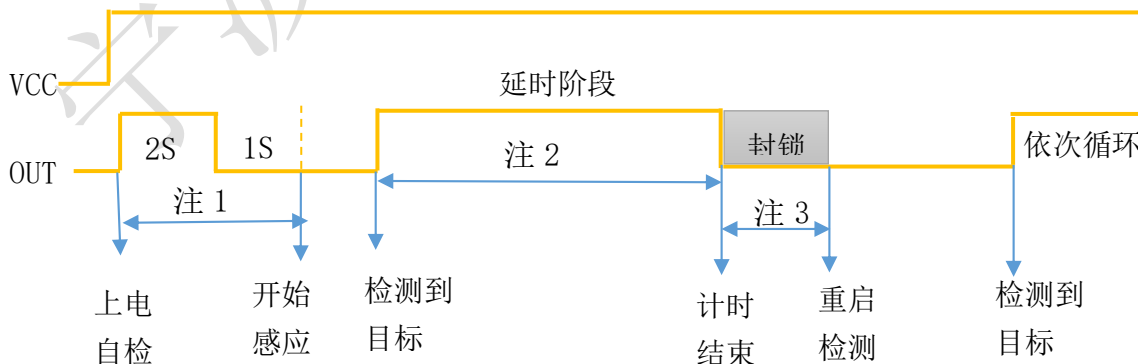 VCC
延时阶段
2S
1S
封锁
依次循环
OUT
注 2
注 1
注 3
上电
自检
开始
感应
检测到
目标
计时
结束
重启
检测
检测到
目标